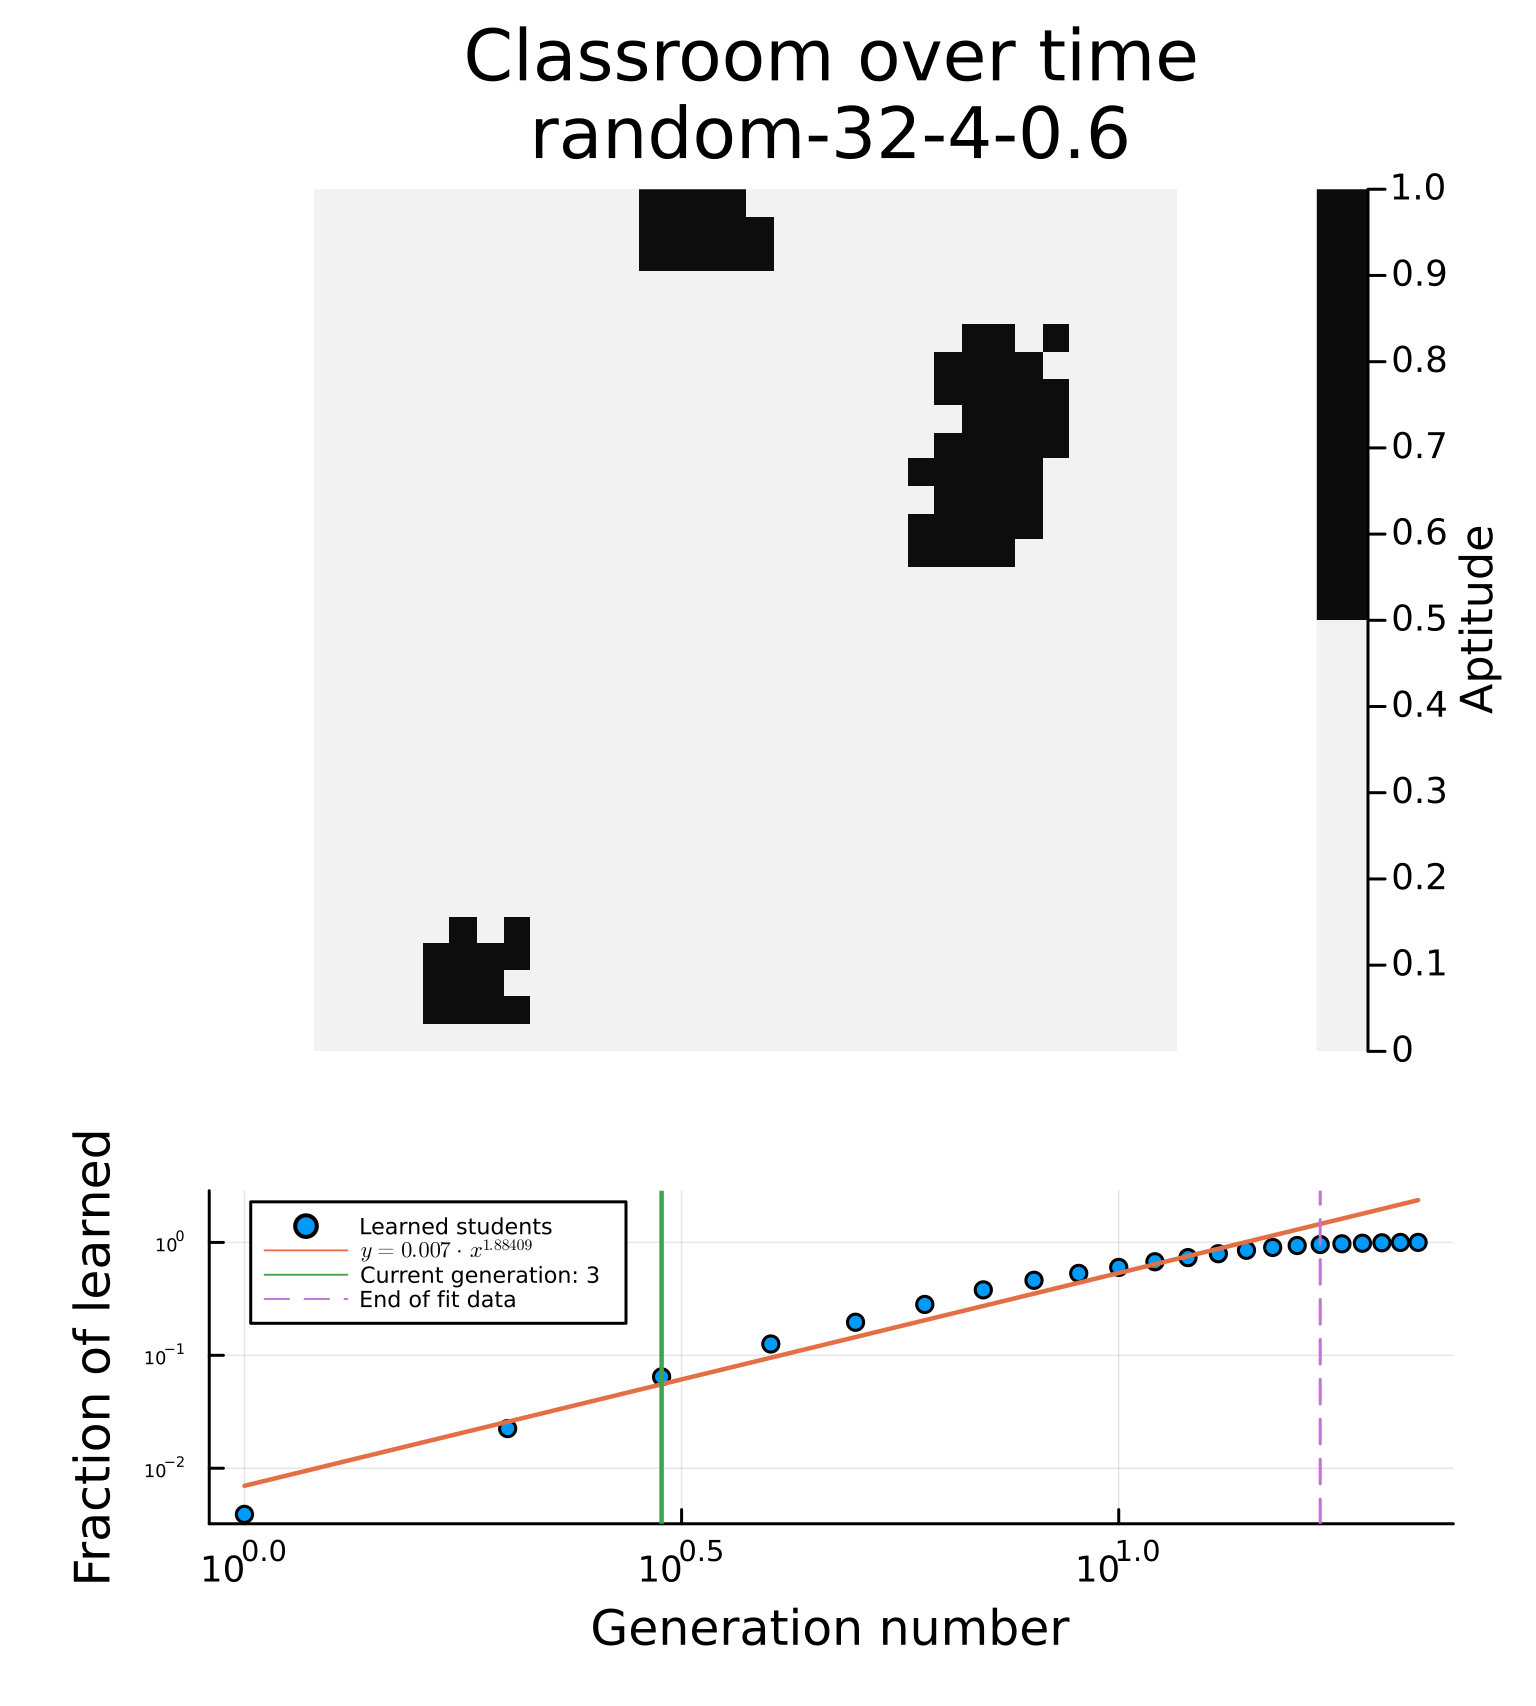 Classroom over time
random-32-4-0.6
1.0
0.9
0.8
0.7
0.6
0.5
0.4
0.3
0.2
0.1
0
Aptitude
Fraction of learned
10^0
10^−1
10^−2
Learned students
y = 0.007 · x^1.88409
Current generation: 3
End of fit data
10^0.0
10^0.5
10^1.0
Generation number